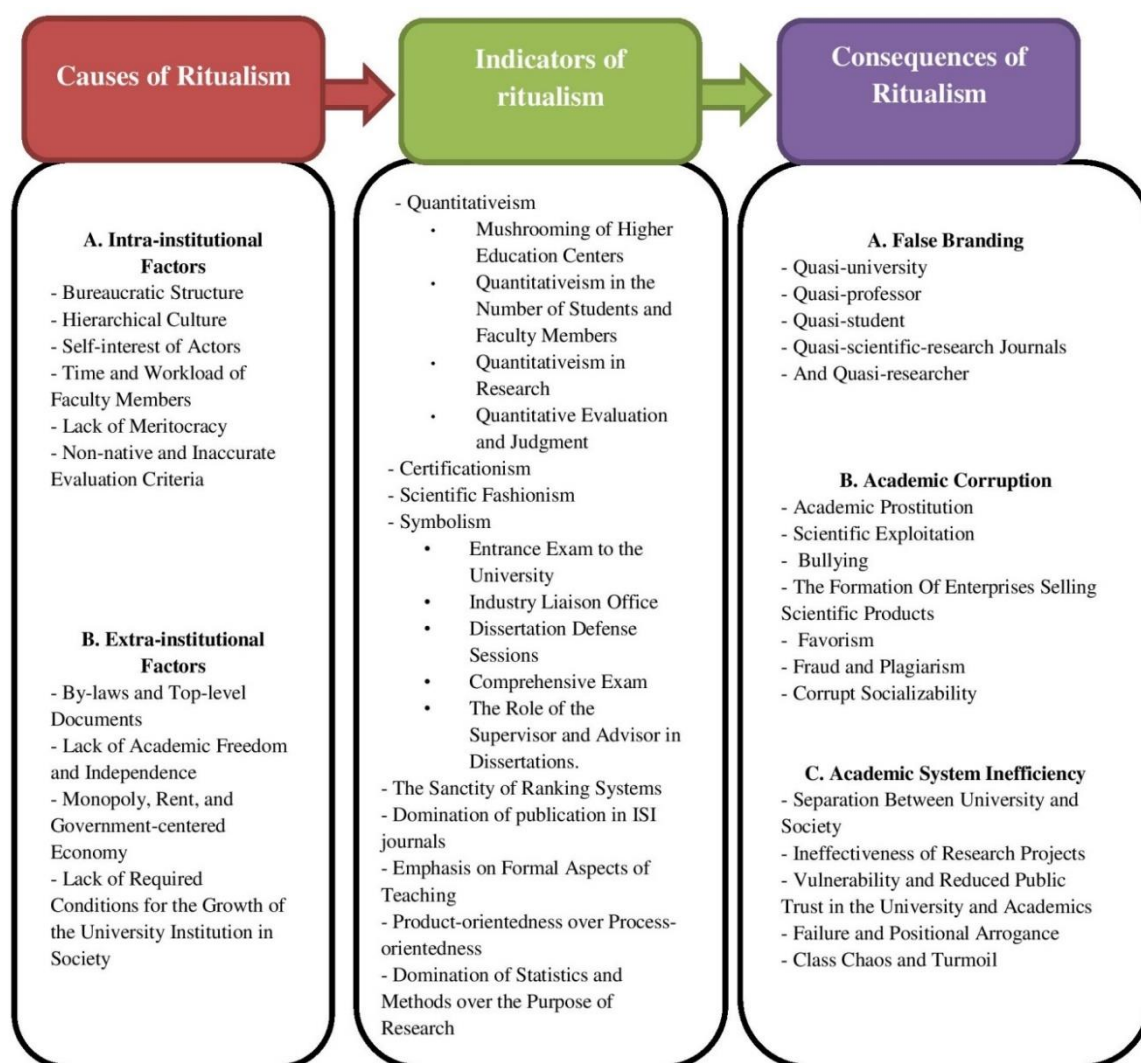 Causes of Ritualism
A. Intra-institutional
Factors
- Bureaucratic Structure
- Hierarchical Culture
- Self-interest of Actors
- Time and Workload of
Faculty Members
- Lack of Meritocracy
- Non-native and Inaccurate
Evaluation Criteria
B. Extra-institutional
Factors
- By-laws and Top-level
Documents
- Lack of Academic Freedom
and Independence
- Monopoly, Rent, and
Government-centered
Economy
- Lack of Required
Conditions for the Growth of
the University Institution in
Society
Indicators of
ritualism
- Quantitativeism
• Mushrooming of Higher
Education Centers
• Quantitativeism in the
Number of Students and
Faculty Members
• Quantitativeism in
Research
• Quantitative Evaluation
and Judgment
- Certificationism
- Scientific Fashionism
- Symbolism
• Entrance Exam to the
University
• Industry Liaison Office
• Dissertation Defense
Sessions
• Comprehensive Exam
• The Role of the
Supervisor and Advisor in
Dissertations.
- The Sanctity of Ranking Systems
- Domination of publication in ISI
journals
- Emphasis on Formal Aspects of
Teaching
- Product-orientedness over Process-
orientedness
- Domination of Statistics and
Methods over the Purpose of
Research
Consequences of
Ritualism
A. False Branding
- Quasi-university
- Quasi-professor
- Quasi-student
- Quasi-scientific-research Journals
- And Quasi-researcher
B. Academic Corruption
- Academic Prostitution
- Scientific Exploitation
- Bullying
- The Formation Of Enterprises Selling
Scientific Products
- Favorism
- Fraud and Plagiarism
- Corrupt Socializability
C. Academic System Inefficiency
- Separation Between University and
Society
- Ineffectiveness of Research Projects
- Vulnerability and Reduced Public
Trust in the University and Academics
- Failure and Positional Arrogance
- Class Chaos and Turmoil